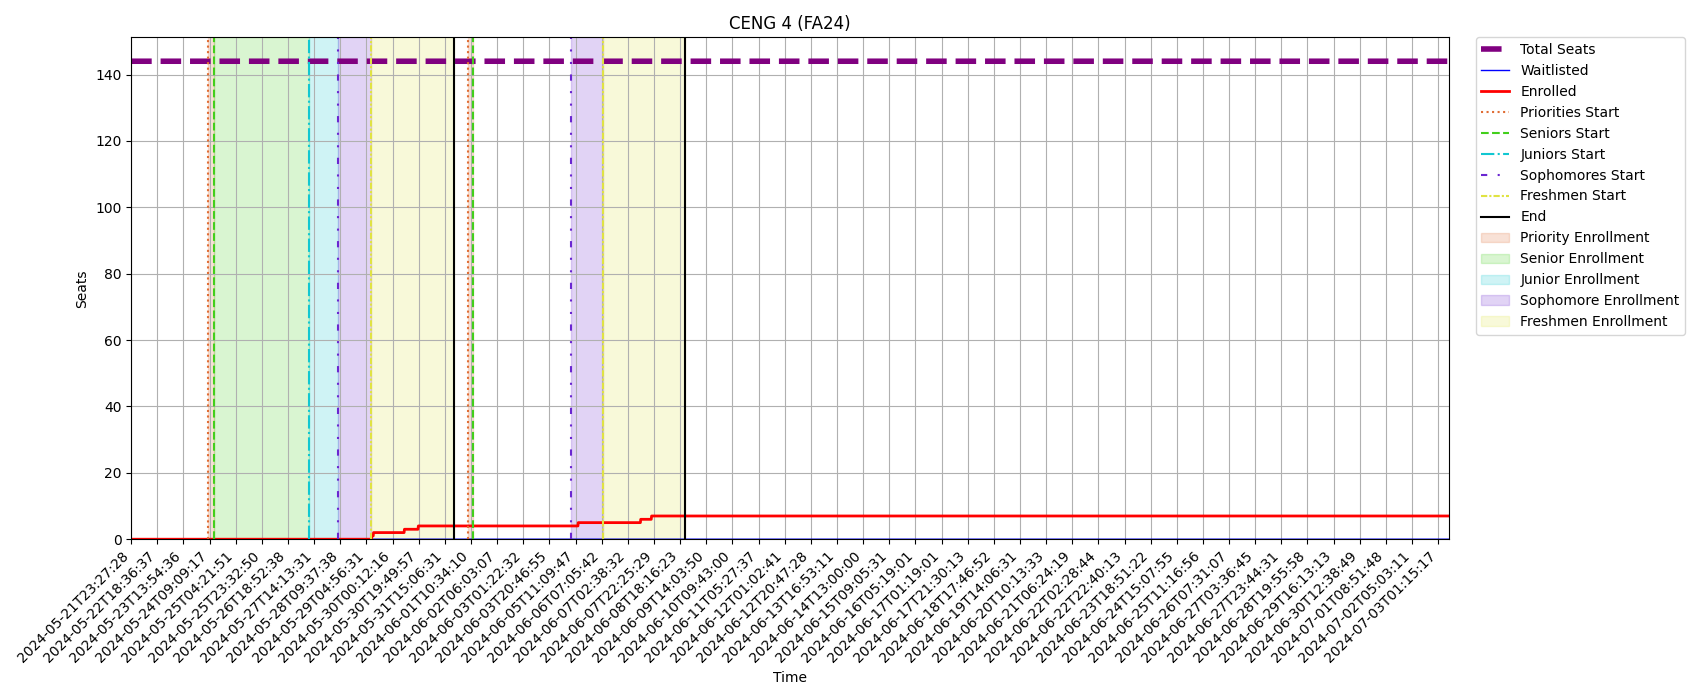 CENG 4 (FA24)
Total Seats
Waitlisted
Enrolled
Priorities Start
Seniors Start
Juniors Start
Sophomores Start
Freshmen Start
End
Priority Enrollment
Senior Enrollment
Junior Enrollment
Sophomore Enrollment
Freshmen Enrollment
Seats
140
120
100
80
60
40
20
0
2024-05-21T23:27:28
2024-05-22T18:36:37
2024-05-23T13:54:36
2024-05-24T09:09:17
2024-05-25T04:21:51
2024-05-25T23:32:50
2024-05-26T18:52:38
2024-05-27T14:13:31
2024-05-28T09:37:38
2024-05-29T04:56:31
2024-05-30T00:12:16
2024-05-30T19:49:57
2024-05-31T15:06:31
2024-06-01T10:34:10
2024-06-02T06:03:07
2024-06-03T01:22:32
2024-06-03T20:46:55
2024-06-05T11:09:47
2024-06-06T07:05:42
2024-06-07T02:38:32
2024-06-07T22:25:29
2024-06-08T18:16:23
2024-06-09T14:03:50
2024-06-10T09:43:00
2024-06-11T05:27:37
2024-06-12T01:02:41
2024-06-12T20:47:28
2024-06-13T16:53:11
2024-06-14T13:00:00
2024-06-15T09:05:31
2024-06-16T05:19:01
2024-06-17T01:19:01
2024-06-17T21:30:13
2024-06-18T17:46:52
2024-06-19T14:06:31
2024-06-20T10:13:33
2024-06-21T06:24:19
2024-06-22T02:28:44
2024-06-22T22:40:13
2024-06-23T18:51:22
2024-06-24T15:07:55
2024-06-25T11:16:56
2024-06-26T07:31:07
2024-06-27T03:36:45
2024-06-27T23:44:31
2024-06-28T19:55:58
2024-06-29T16:13:13
2024-06-30T12:38:49
2024-07-01T08:51:48
2024-07-02T05:03:11
2024-07-03T01:15:17
Time